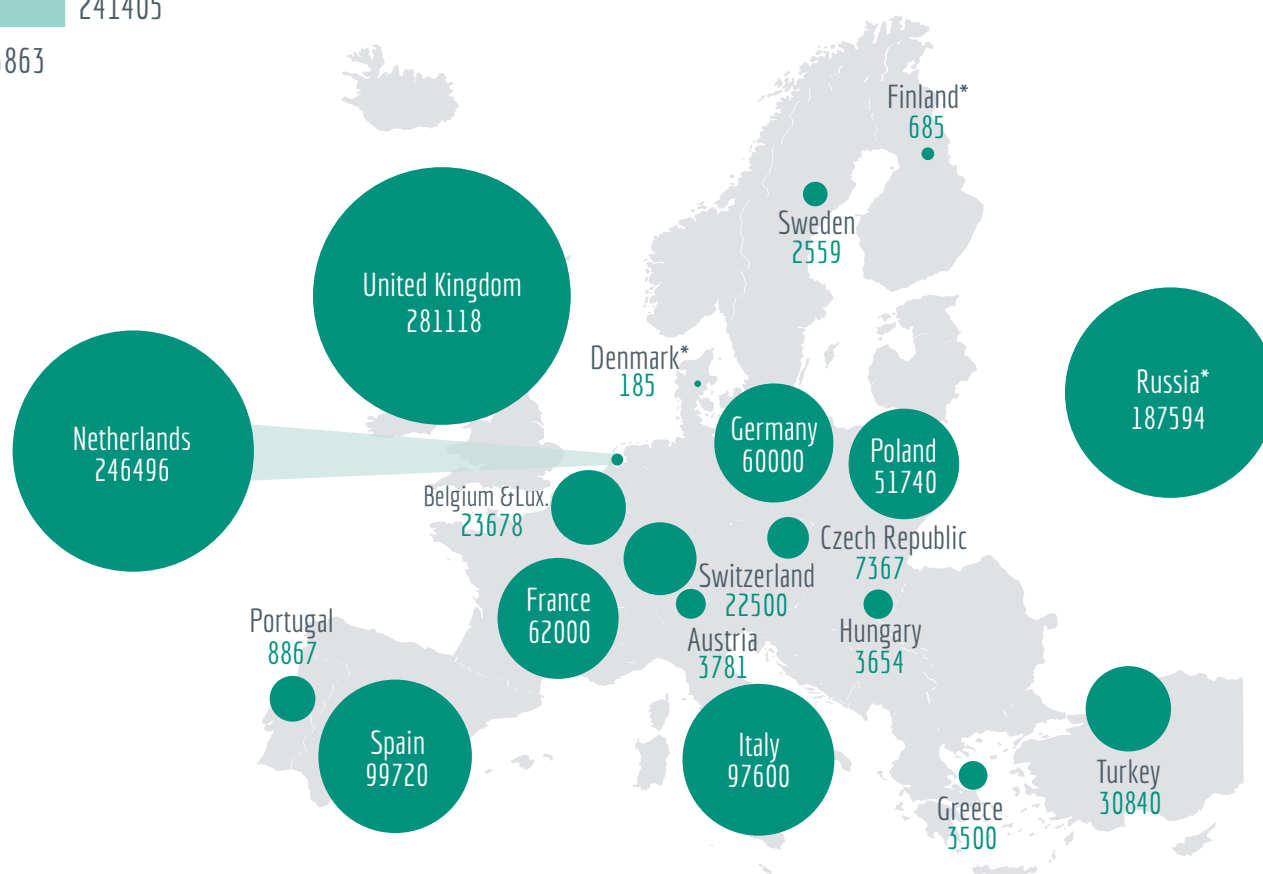 241405
863
Finland*
685
Sweden
2559
United Kingdom
281118
Denmark*
185
Russia*
187594
Netherlands
246496
Germany
60000
Poland
51740
Belgium &Lux.
23678
Czech Republic
7367
Switzerland
22500
France
62000
Portugal
8867
Austria
3781
Hungary
3654
Spain
99720
Italy
97600
Turkey
30840
Greece
3500